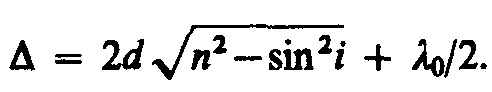 Δ = 2d √n² − sin²i + λ₀/2.